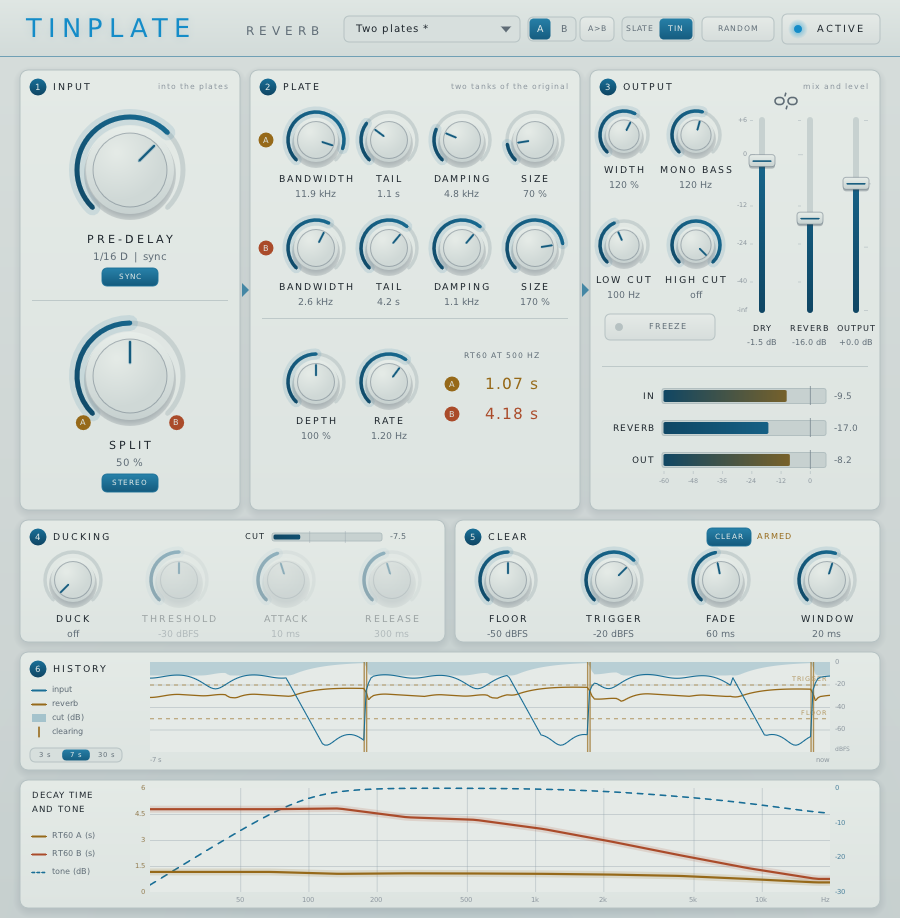 TINPLATE
REVERB
Two plates *
A B
A>B
SLATE TIN
RANDOM
ACTIVE
1 INPUT
into the plates
PRE-DELAY
1/16 D | sync
SYNC
A B
SPLIT
50 %
STEREO
2 PLATE
two tanks of the original
A
BANDWIDTH TAIL DAMPING SIZE
11.9 kHz 1.1 s 4.8 kHz 70 %
B
BANDWIDTH TAIL DAMPING SIZE
2.6 kHz 4.2 s 1.1 kHz 170 %
DEPTH RATE
100 % 1.20 Hz
RT60 AT 500 HZ
A 1.07 s
B 4.18 s
3 OUTPUT
mix and level
WIDTH MONO BASS
120 % 120 Hz
LOW CUT HIGH CUT
100 Hz off
FREEZE
+6
0
-12
-24
-40
-inf
DRY REVERB OUTPUT
-1.5 dB -16.0 dB +0.0 dB
IN -9.5
REVERB -17.0
OUT -8.2
-60 -48 -36 -24 -12 0
4 DUCKING
CUT -7.5
DUCK THRESHOLD ATTACK RELEASE
off -30 dBFS 10 ms 300 ms
5 CLEAR
CLEAR ARMED
FLOOR TRIGGER FADE WINDOW
-50 dBFS -20 dBFS 60 ms 20 ms
6 HISTORY
input
reverb
cut (dB)
clearing
3 s 7 s 30 s
TRIGGER
FLOOR
0
-20
-40
-60
dBFS
-7 s now
DECAY TIME
AND TONE
RT60 A (s)
RT60 B (s)
tone (dB)
6
4.5
3
1.5
0
0
-10
-20
-30
50 100 200 500 1k 2k 5k 10k Hz